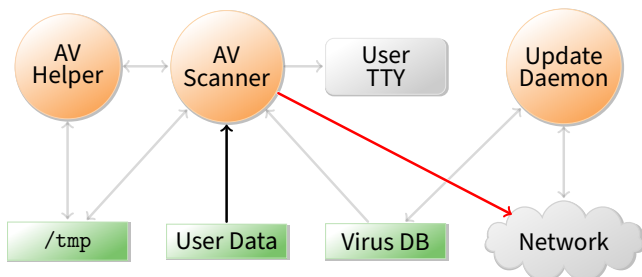 AV
Helper
AV
Scanner
User
TTY
Update
Daemon
/tmp
User Data
Virus DB
Network